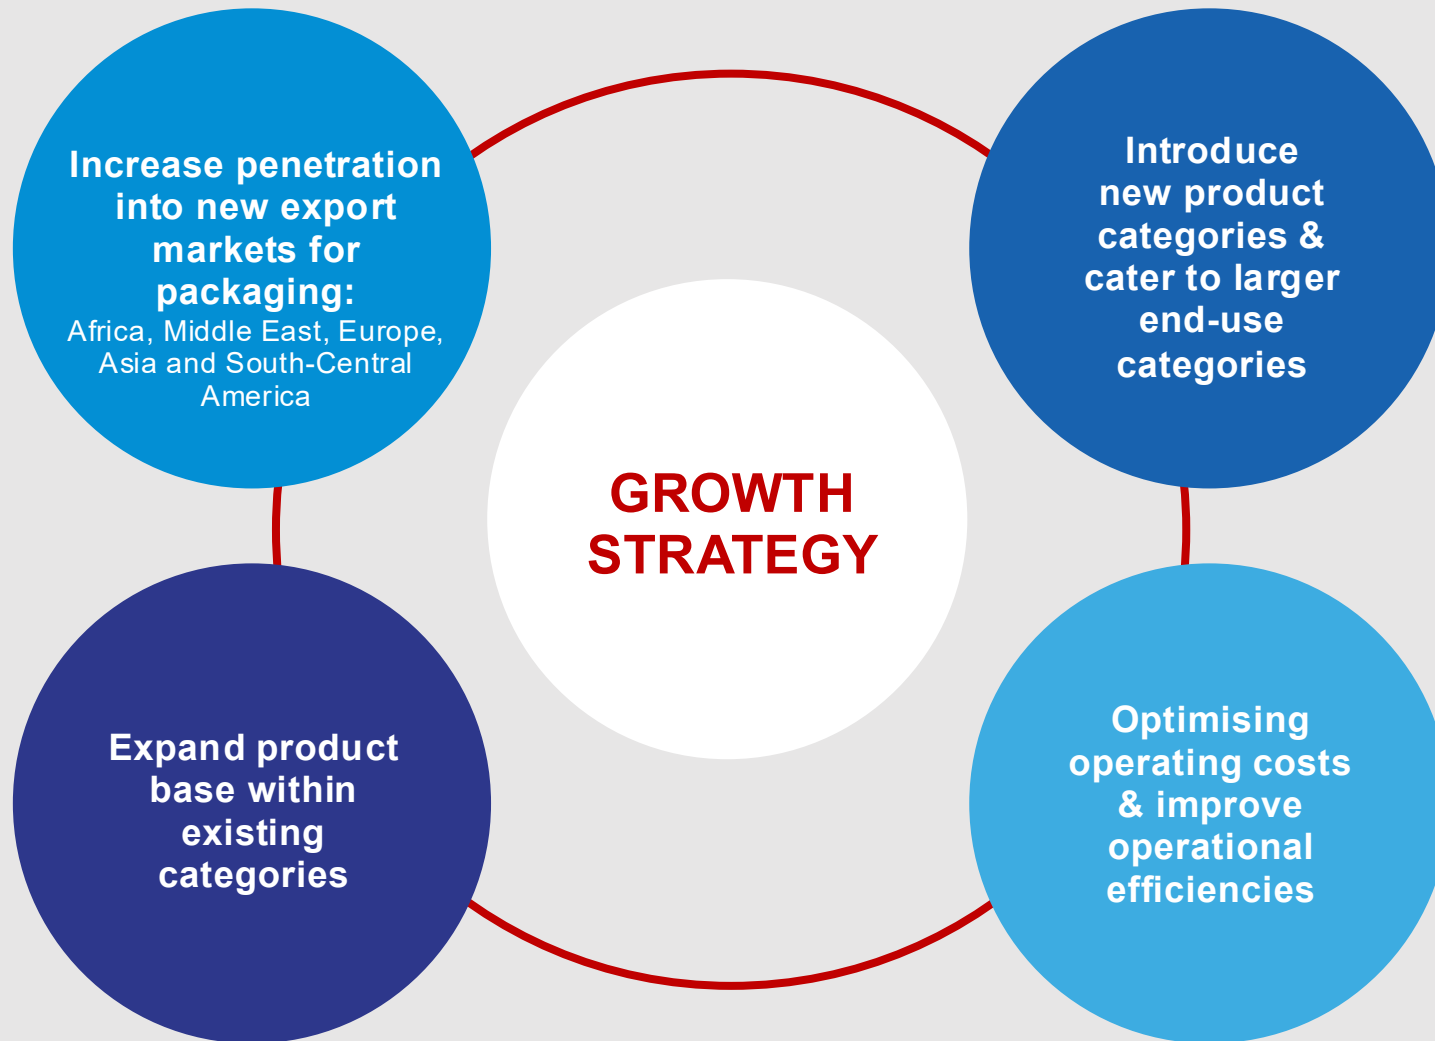 Increase penetration
into new export
markets for
packaging:
Africa, Middle East, Europe,
Asia and South-Central
America
Introduce
new product
categories &
cater to larger
end-use
categories
GROWTH
STRATEGY
Expand product
base within
existing
categories
Optimising
operating costs
& improve
operational
efficiencies